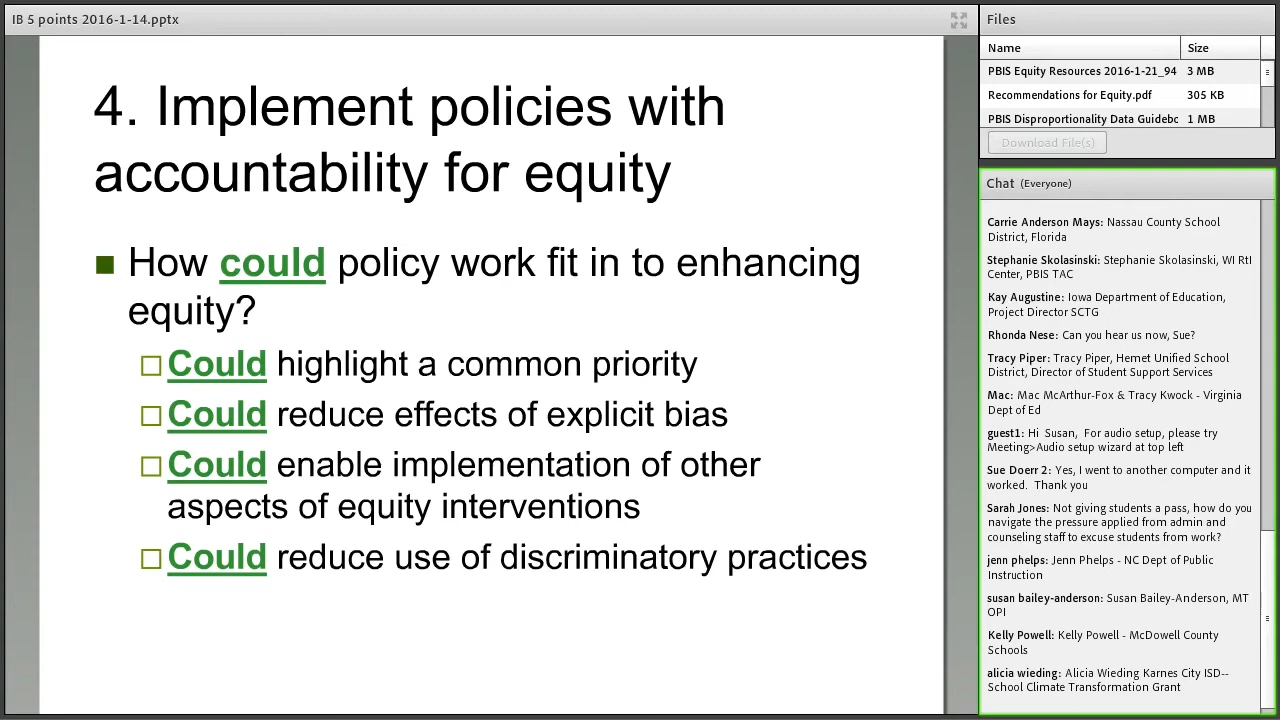 IB 5 points 2016-1-14.pptx
4. Implement policies with
accountability for equity
How could policy work fit in to enhancing
equity?
Could highlight a common priority
Could reduce effects of explicit bias
Could enable implementation of other
aspects of equity interventions
Could reduce use of discriminatory practices
Files
Name Size
PBIS Equity Resources 2016-1-21_94 3 MB
Recommendations for Equity.pdf 305 KB
PBIS Disproportionality Data Guidebc 1 MB
Download File(s)
Chat (Everyone)
Carrie Anderson Mays: Nassau County School
District, Florida
Stephanie Skolasinski: Stephanie Skolasinski, WI RtI
Center, PBIS TAC
Kay Augustine: Iowa Department of Education,
Project Director SCTG
Rhonda Nese: Can you hear us now, Sue?
Tracy Piper: Tracy Piper, Hemet Unified School
District, Director of Student Support Services
Mac: Mac McArthur-Fox & Tracy Kwock - Virginia
Dept of Ed
guest1: Hi Susan, For audio setup, please try
Meeting>Audio setup wizard at top left
Sue Doerr 2: Yes, I went to another computer and it
worked. Thank you
Sarah Jones: Not giving students a pass, how do you
navigate the pressure applied from admin and
counseling staff to excuse students from work?
jenn phelps: Jenn Phelps - NC Dept of Public
Instruction
susan bailey-anderson: Susan Bailey-Anderson, MT
OPI
Kelly Powell: Kelly Powell - McDowell County
Schools
alicia wieding: Alicia Wieding Karnes City ISD--
School Climate Transformation Grant